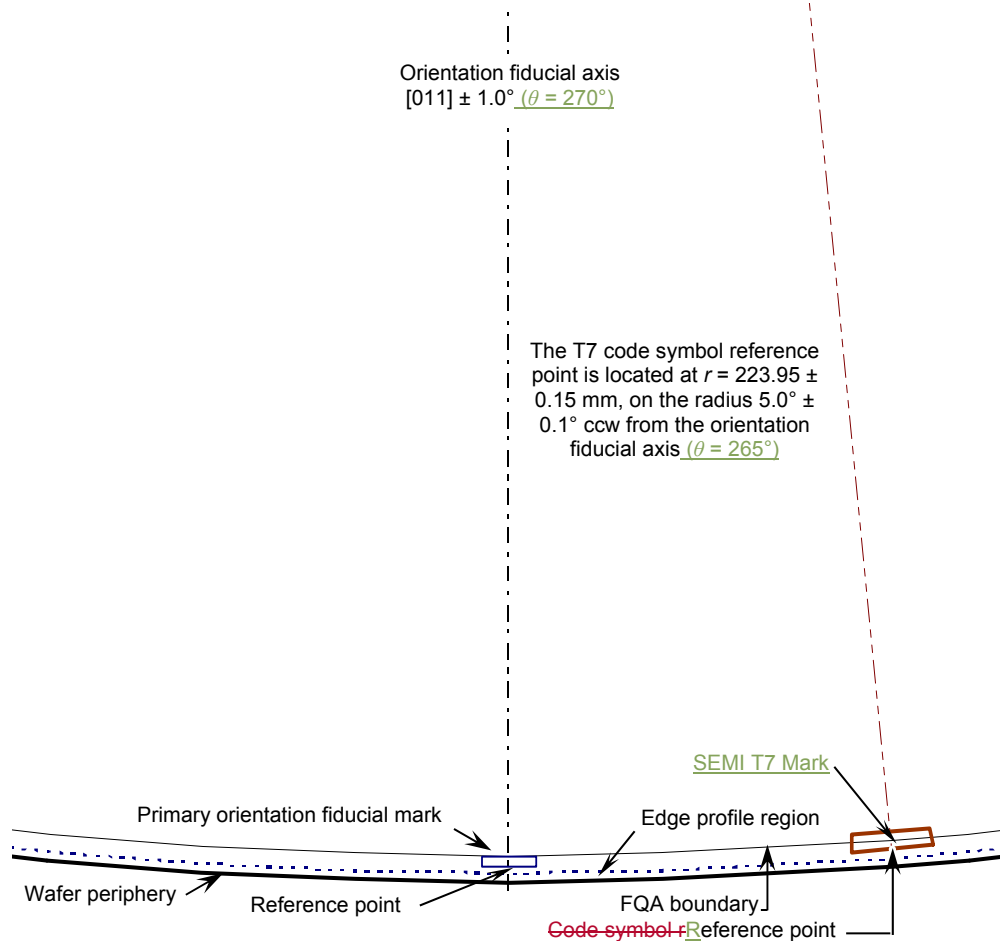 Orientation fiducial axis
[011] ± 1.0° (θ = 270°)
The T7 code symbol reference
point is located at r = 223.95 ±
0.15 mm, on the radius 5.0° ±
0.1° ccw from the orientation
fiducial axis (θ = 265°)
SEMI T7 Mark
Primary orientation fiducial mark
Edge profile region
Wafer periphery
Reference point
FQA boundary
Code symbol rReference point